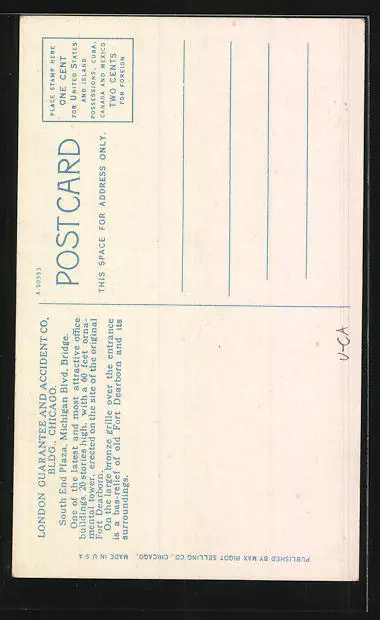 LONDON GUARANTEE AND ACCIDENT CO.
BLDG., CHICAGO.
South End Plaza, Michigan Blvd. Bridge.
One of the latest and most attractive office
buildings, 20 stories high, with a 60 feet orna-
mental tower, erected on the site of the original
Fort Dearborn.
On the large bronze grille over the entrance
is a bas-relief of old Fort Dearborn and its
surroundings.
A-50353
POSTCARD
THIS SPACE FOR ADDRESS ONLY.
PLACE STAMP HERE
ONE CENT
FOR UNITED STATES
AND ISLAND
POSSESSIONS, CUBA,
CANADA AND MEXICO
TWO CENTS
FOR FOREIGN
PUBLISHED BY MAX RIGOT SELLING CO., CHICAGO. MADE IN U S A
V-CA